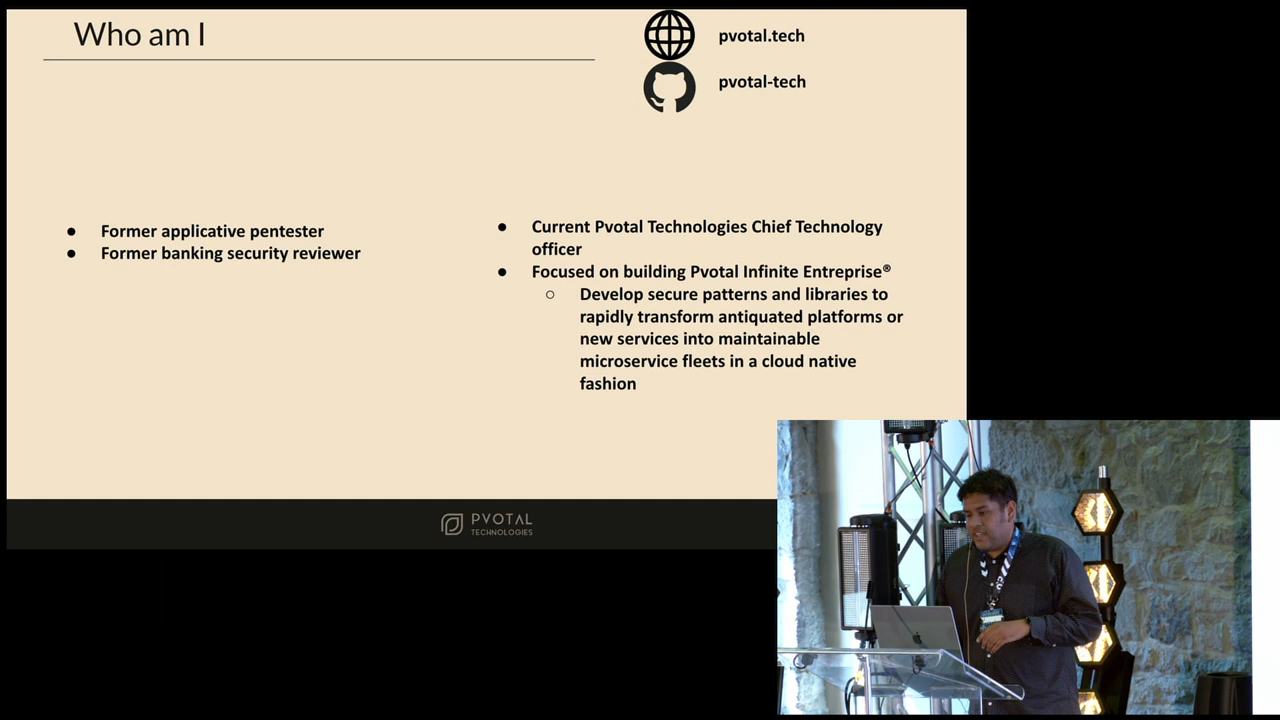 Who am I
pvotal.tech
pvotal-tech
● Former applicative pentester
● Former banking security reviewer
● Current Pvotal Technologies Chief Technology
officer
● Focused on building Pvotal Infinite Entreprise®
○ Develop secure patterns and libraries to
rapidly transform antiquated platforms or
new services into maintainable
microservice fleets in a cloud native
fashion
PVOTAL
TECHNOLOGIES